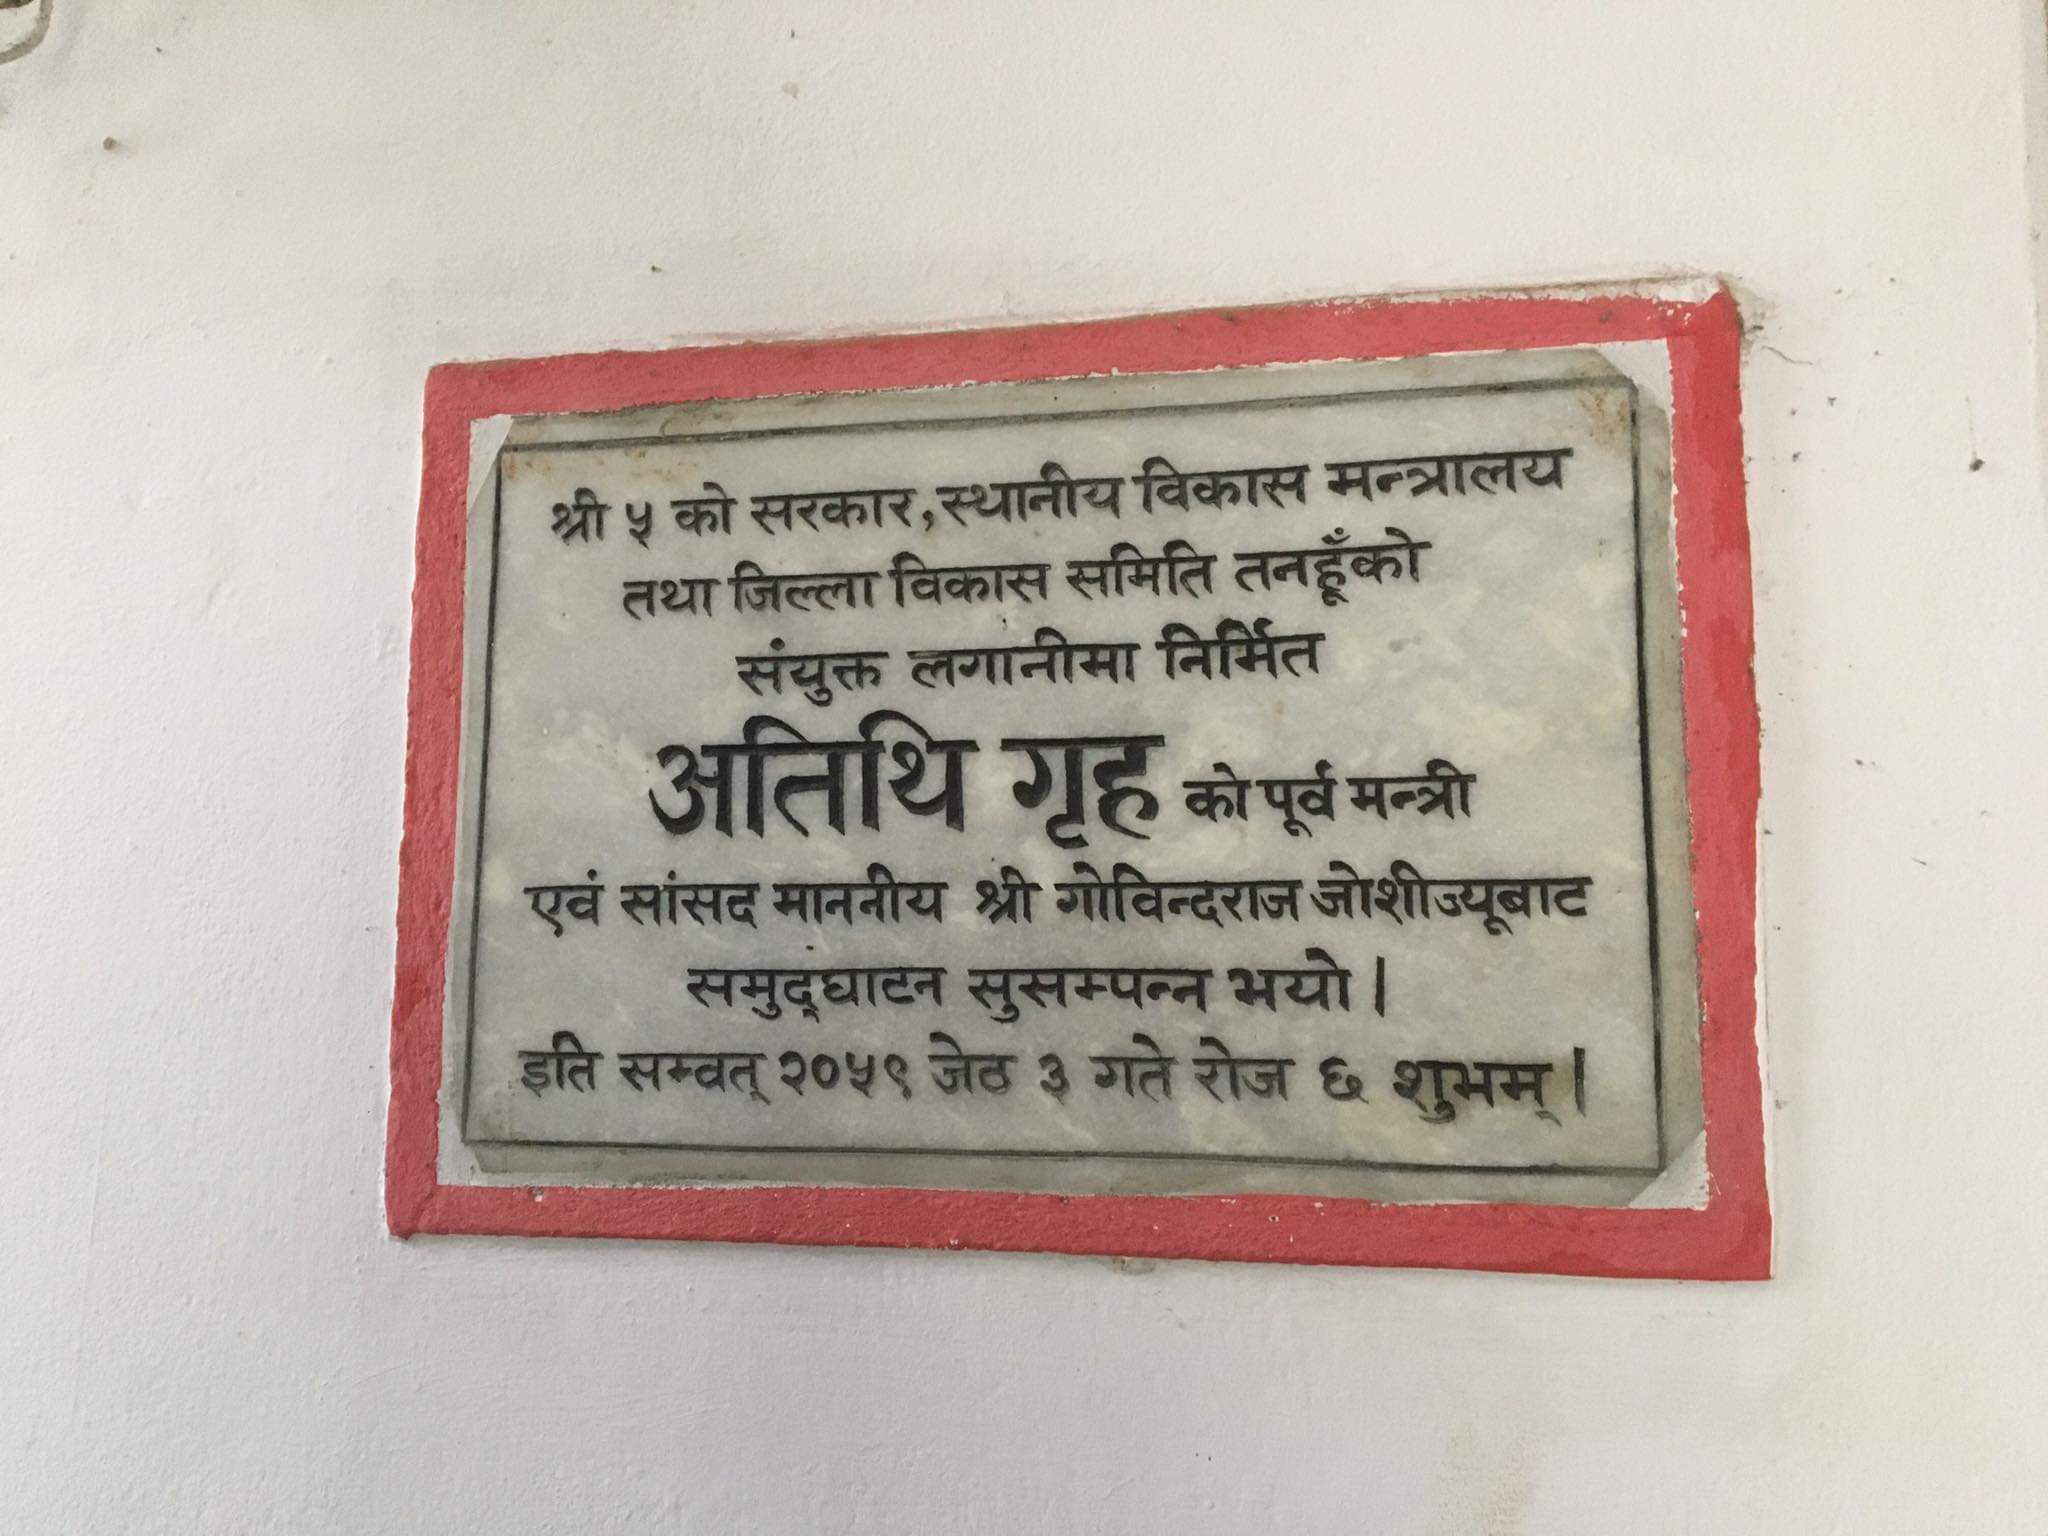 श्री ५ को सरकार, स्थानीय विकास मन्त्रालय
तथा जिल्ला विकास समिति तनहूँको
संयुक्त लगानीमा निर्मित
अतिथि गृह को पूर्व मन्त्री
एवं सांसद माननीय श्री गोविन्दराज जोशीज्यूबाट
समुद्घाटन सुसम्पन्न भयो।
इति सम्वत् २०५९ जेठ ३ गते रोज ६ शुभम्।